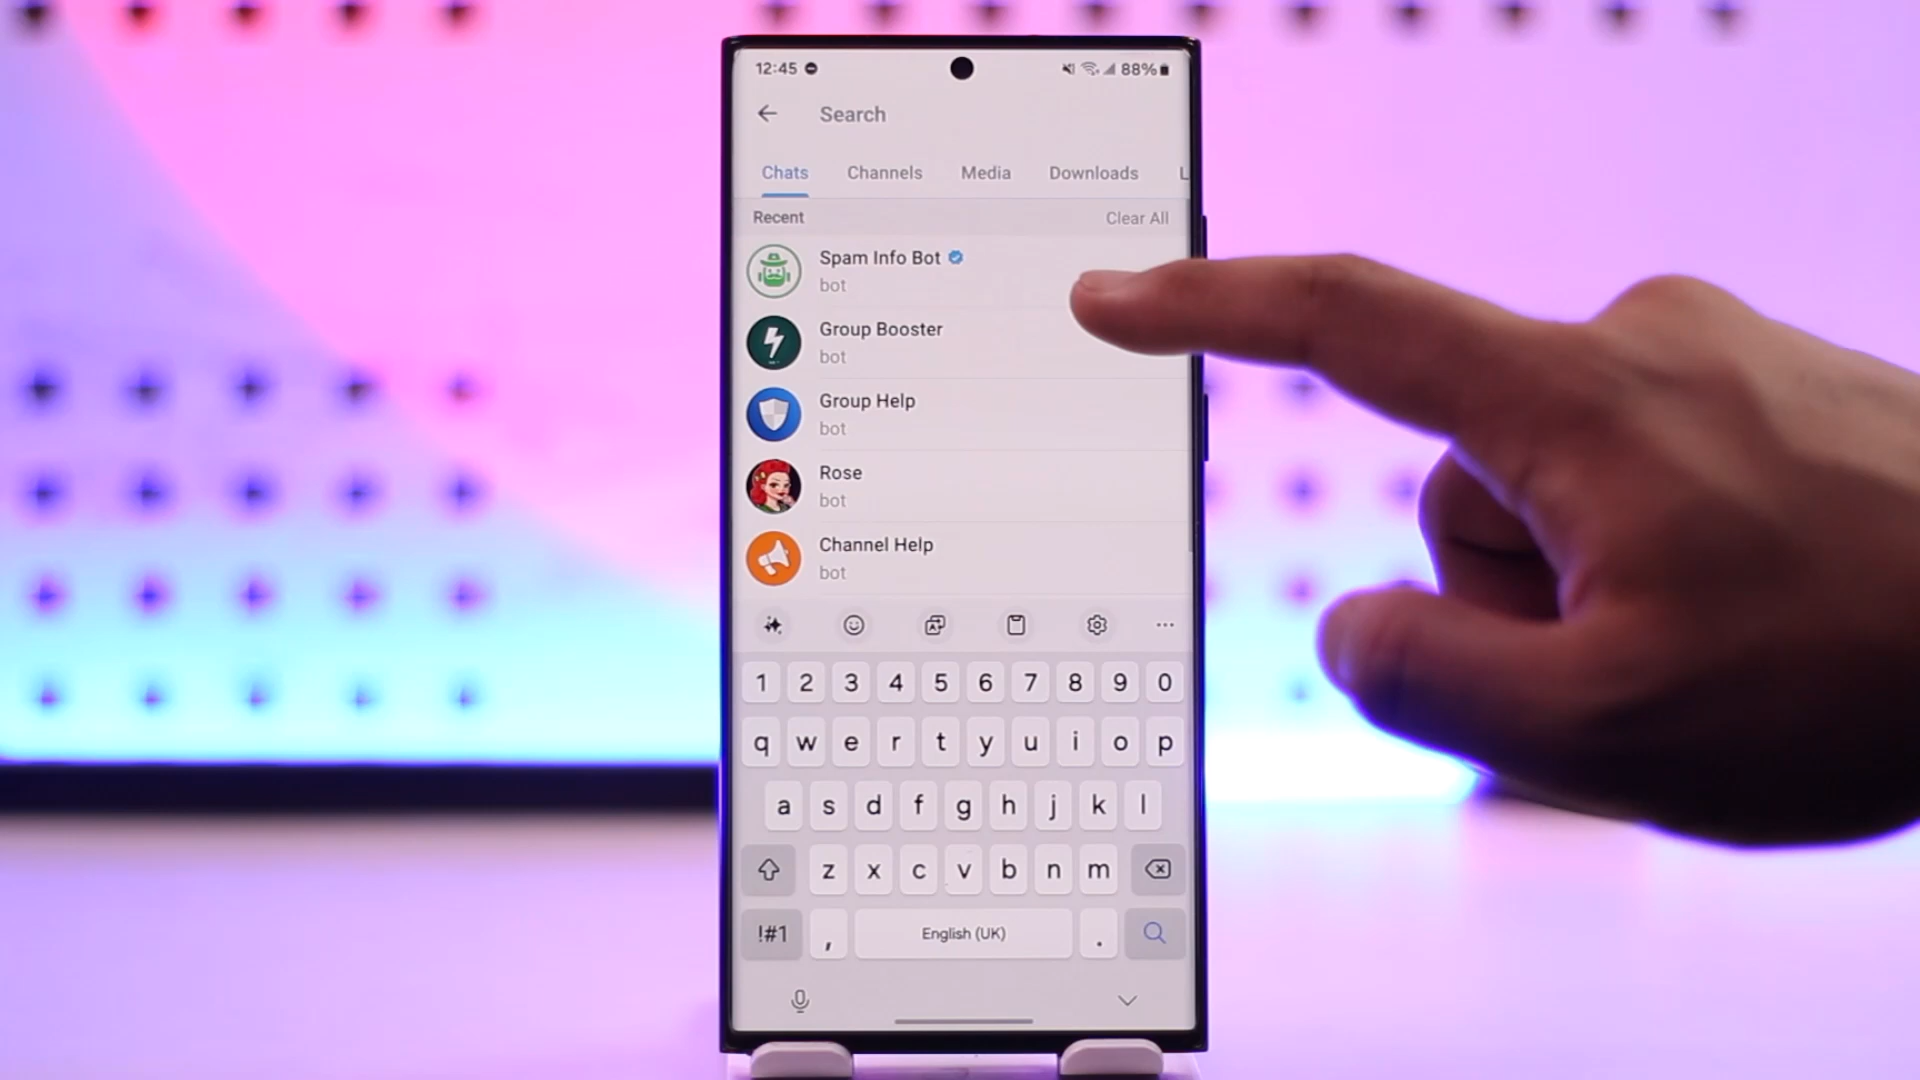 12:45
88%
Search
Chats Channels Media Downloads L
Recent Clear All
Spam Info Bot
bot
Group Booster
bot
Group Help
bot
Rose
bot
Channel Help
bot
1 2 3 4 5 6 7 8 9 0
q w e r t y u i o p
a s d f g h j k l
z x c v b n m
!#1 , English (UK) .